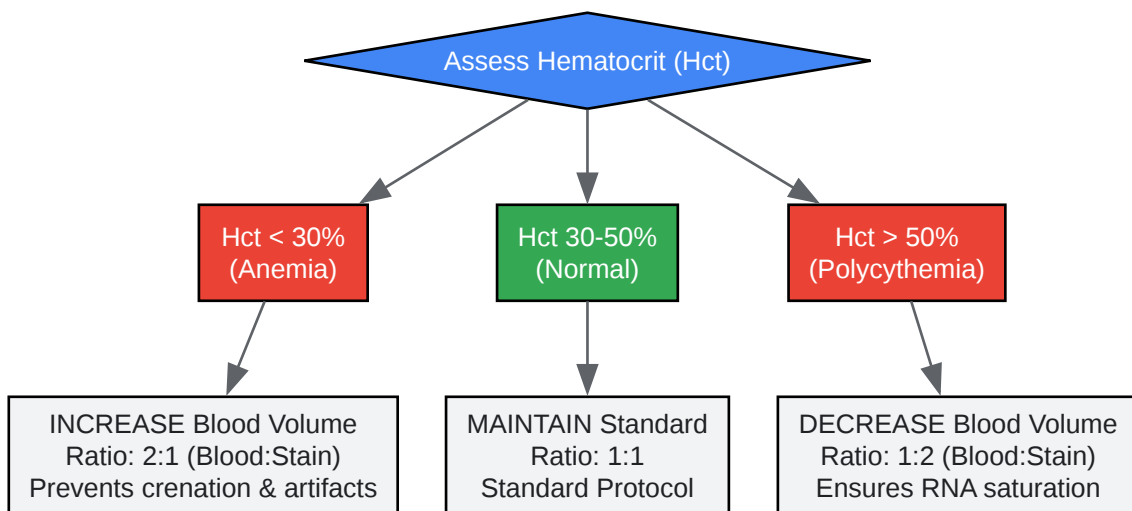 Assess Hematocrit (Hct)
Hct < 30%
(Anemia)
Hct 30-50%
(Normal)
Hct > 50%
(Polycythemia)
INCREASE Blood Volume
Ratio: 2:1 (Blood:Stain)
Prevents crenation & artifacts
MAINTAIN Standard
Ratio: 1:1
Standard Protocol
DECREASE Blood Volume
Ratio: 1:2 (Blood:Stain)
Ensures RNA saturation